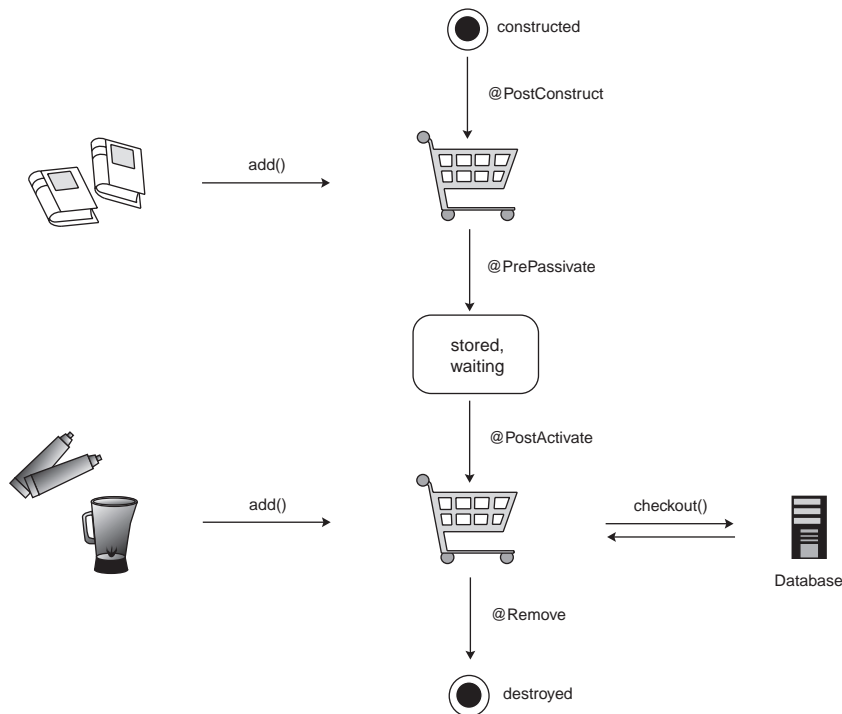 constructed
@PostConstruct
add()
@PrePassivate
stored,
waiting
@PostActivate
add()
checkout()
Database
@Remove
destroyed